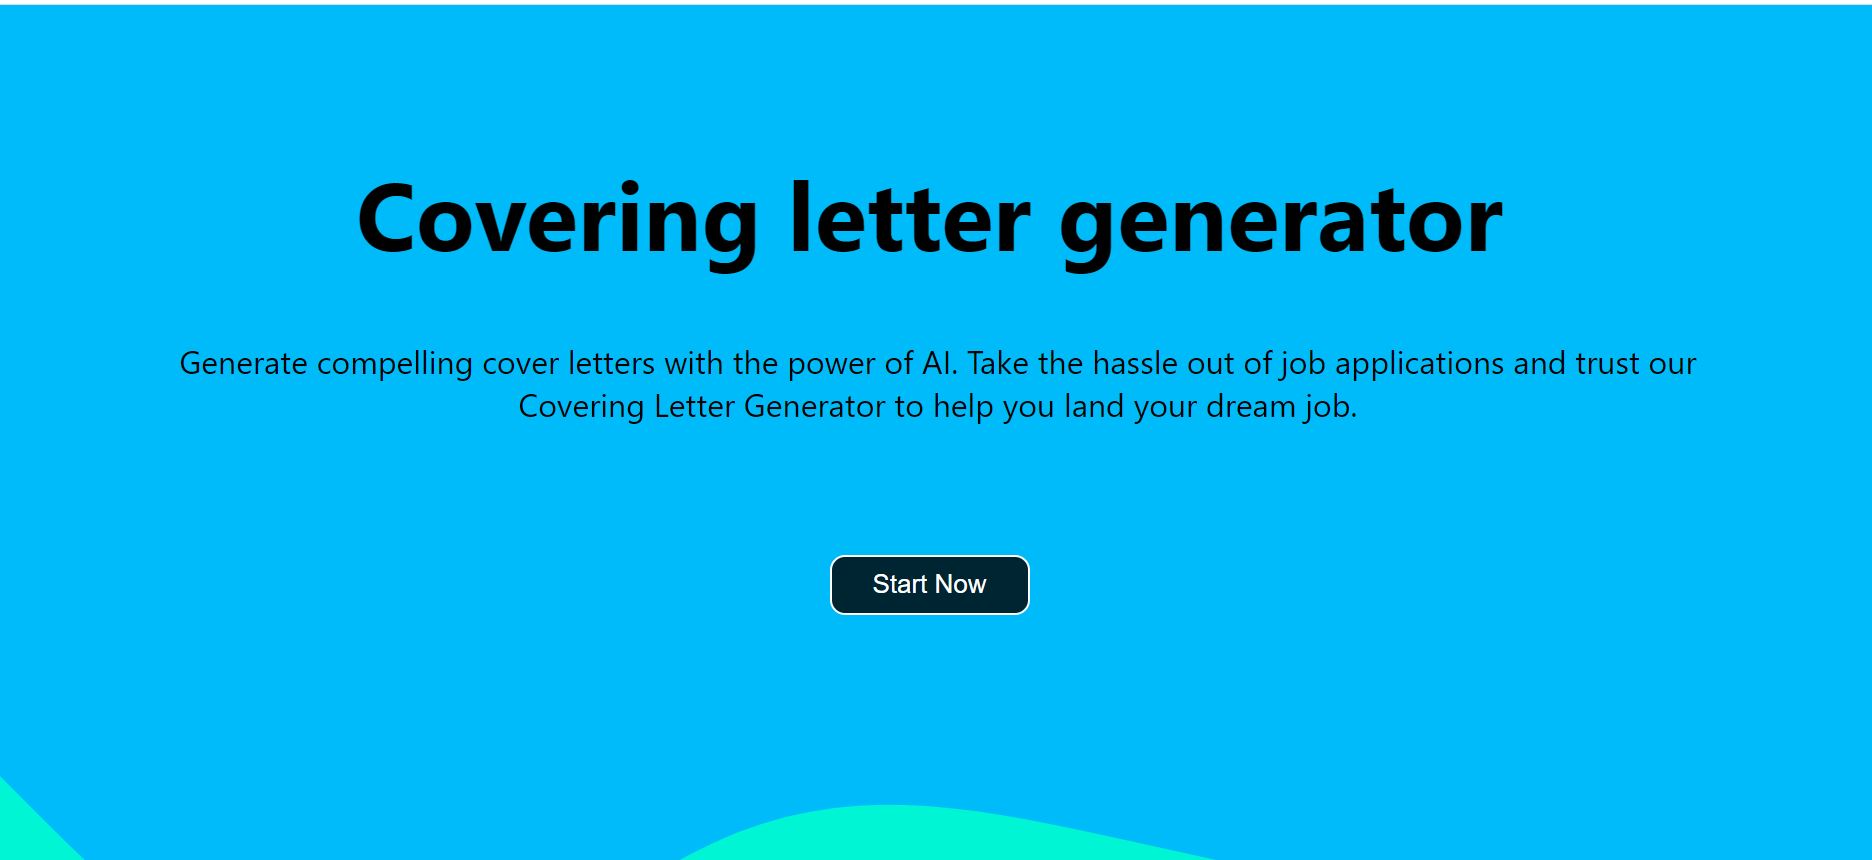 Covering letter generator
Generate compelling cover letters with the power of AI. Take the hassle out of job applications and trust our
Covering Letter Generator to help you land your dream job.
Start Now